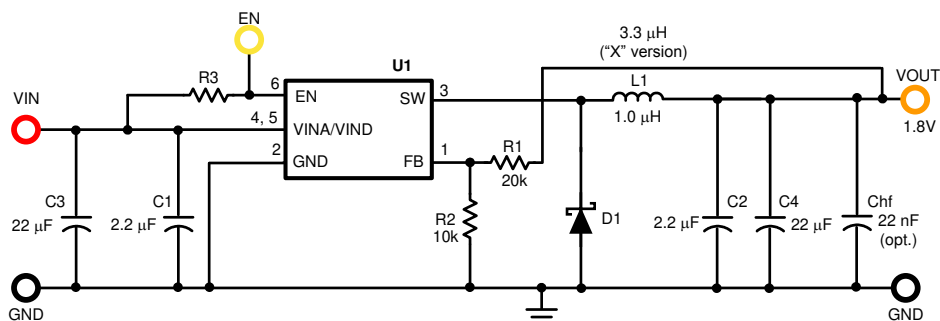 EN
3.3 µH
("X" version)
U1
R3
6
EN
SW
3
L1
VOUT
VIN
4, 5
VINA/VIND
1.0 µH
1.8V
2
GND
FB
1
R1
20k
C3
22 µF
C1
2.2 µF
R2
10k
D1
C2
2.2 µF
C4
22 µF
Chf
22 nF
(opt.)
GND
GND